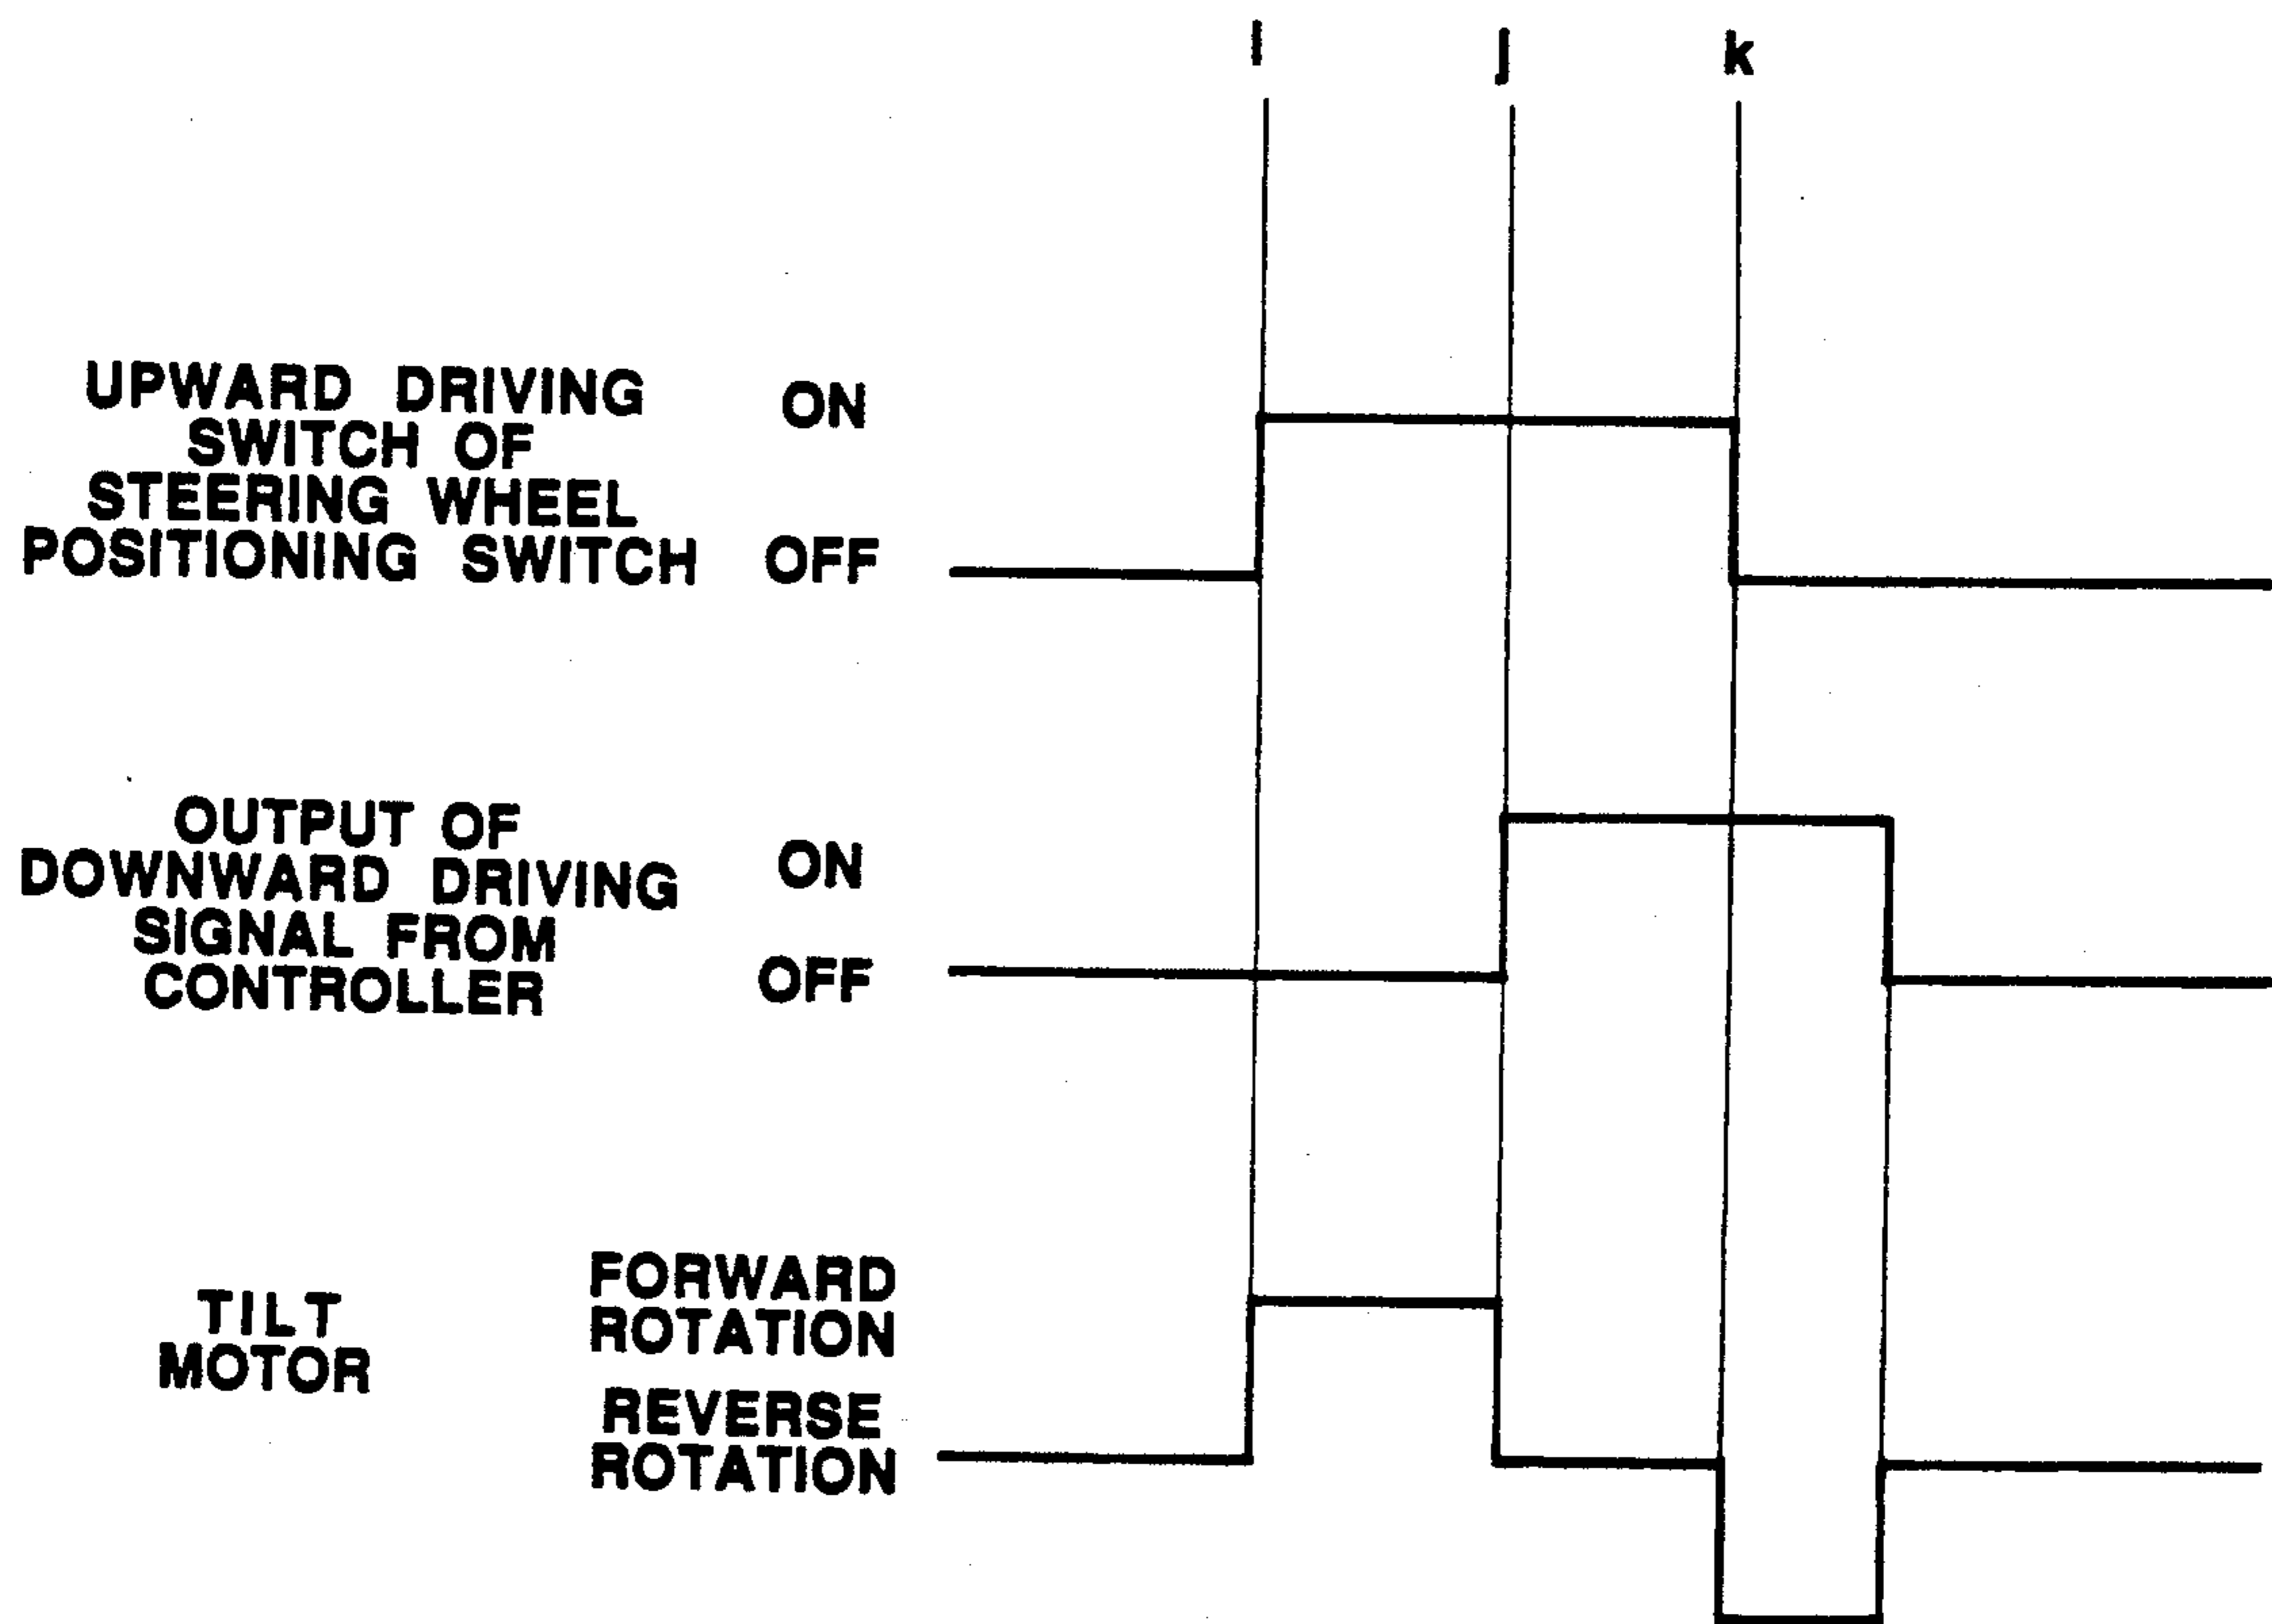 i j k
UPWARD DRIVING
SWITCH OF
STEERING WHEEL
POSITIONING SWITCH
ON
OFF
OUTPUT OF
DOWNWARD DRIVING
SIGNAL FROM
CONTROLLER
ON
OFF
TILT
MOTOR
FORWARD
ROTATION
REVERSE
ROTATION